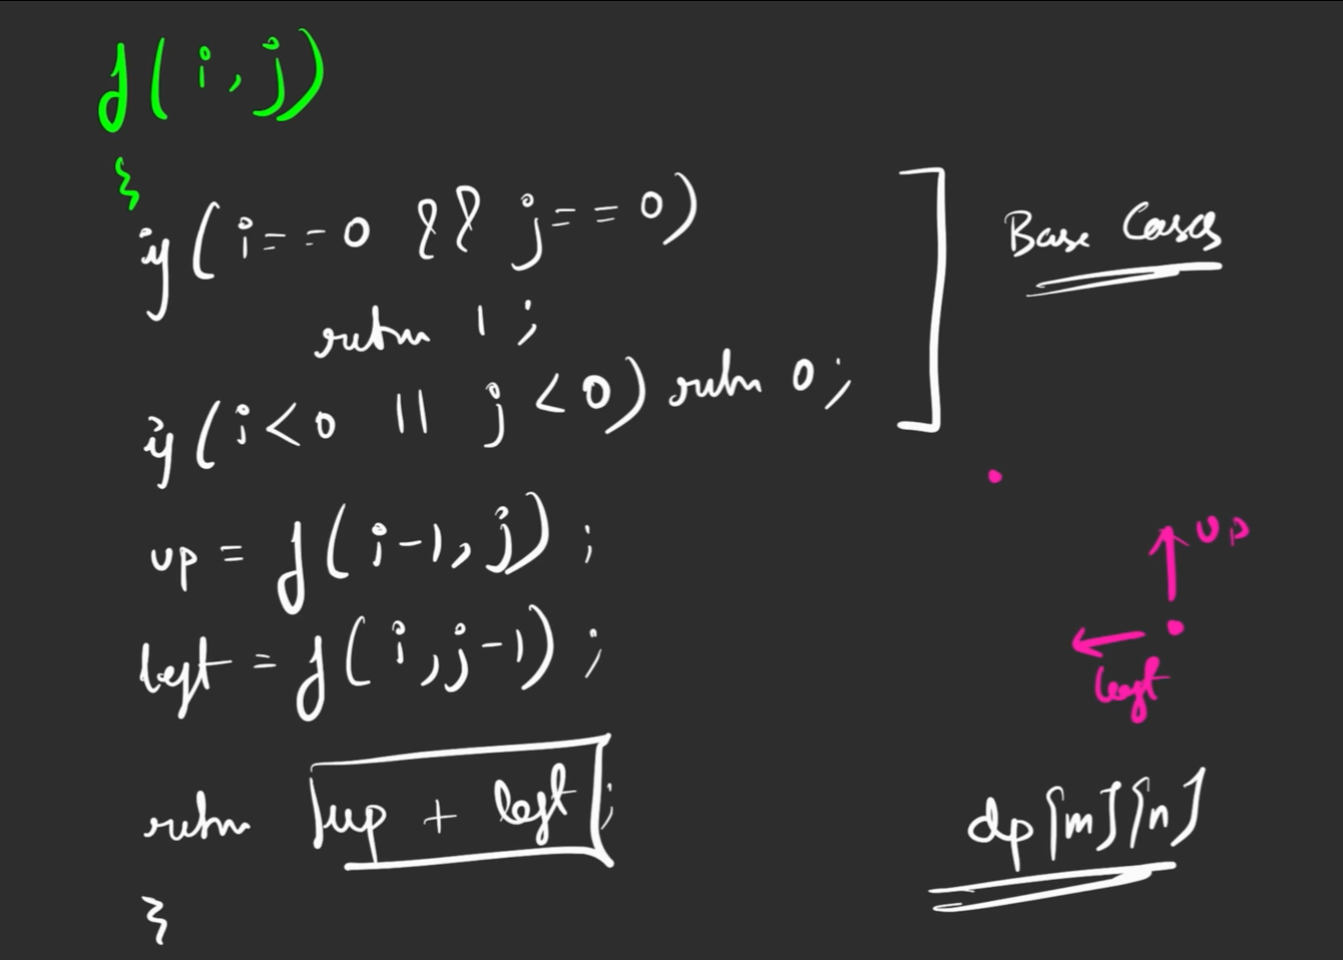 f(i,j)
{
if(i==0 && j==0)
return 1;
Base Cases
if(i<0 || j<0) return 0;
up = f(i-1,j);
up
left = f(i,j-1);
left
return up + left;
dp[m][n]
}